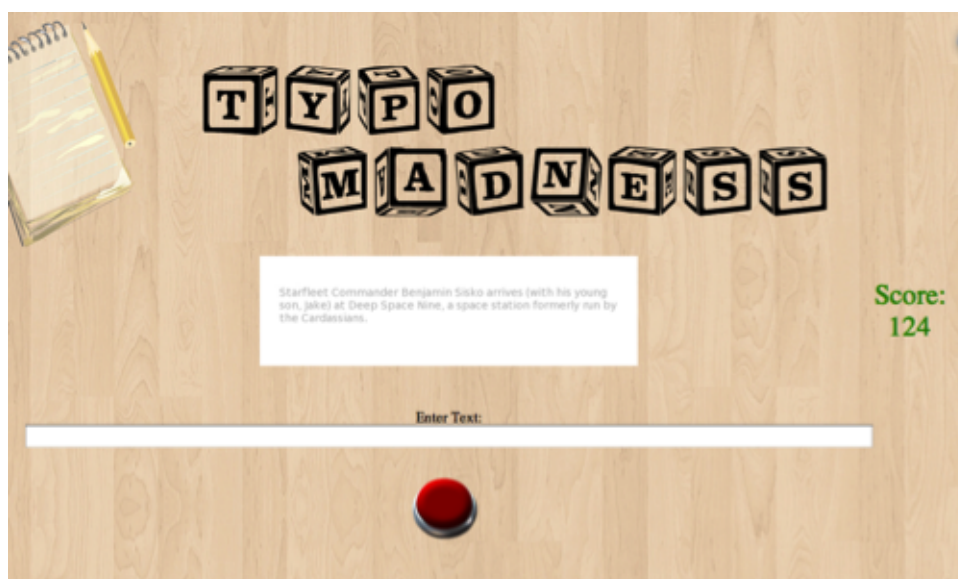 TYPO
MADNESS
Starfleet Commander Benjamin Sisko arrives (with his young
son, Jake) at Deep Space Nine, a space station formerly run by
the Cardassians.
Score:
124
Enter Text: